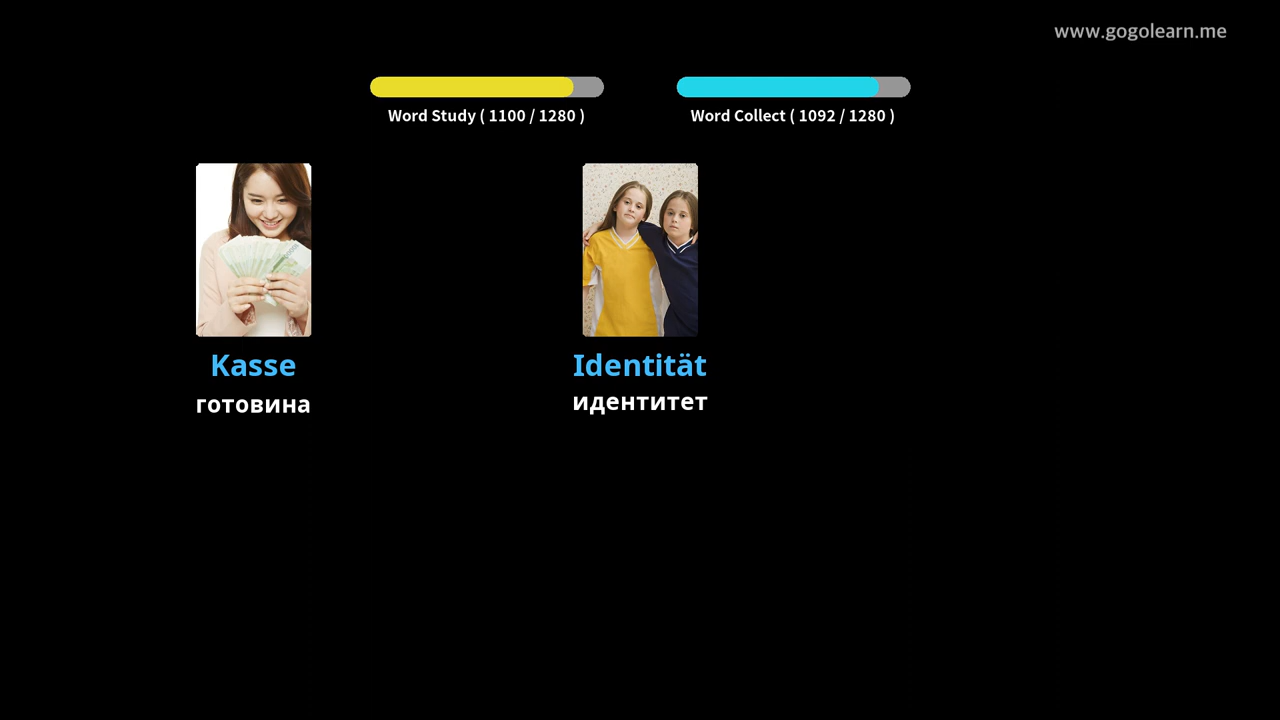 www.gogolearn.me
Word Study ( 1100 / 1280 )
Word Collect ( 1092 / 1280 )
Kasse
Identität
готовина
идентитет